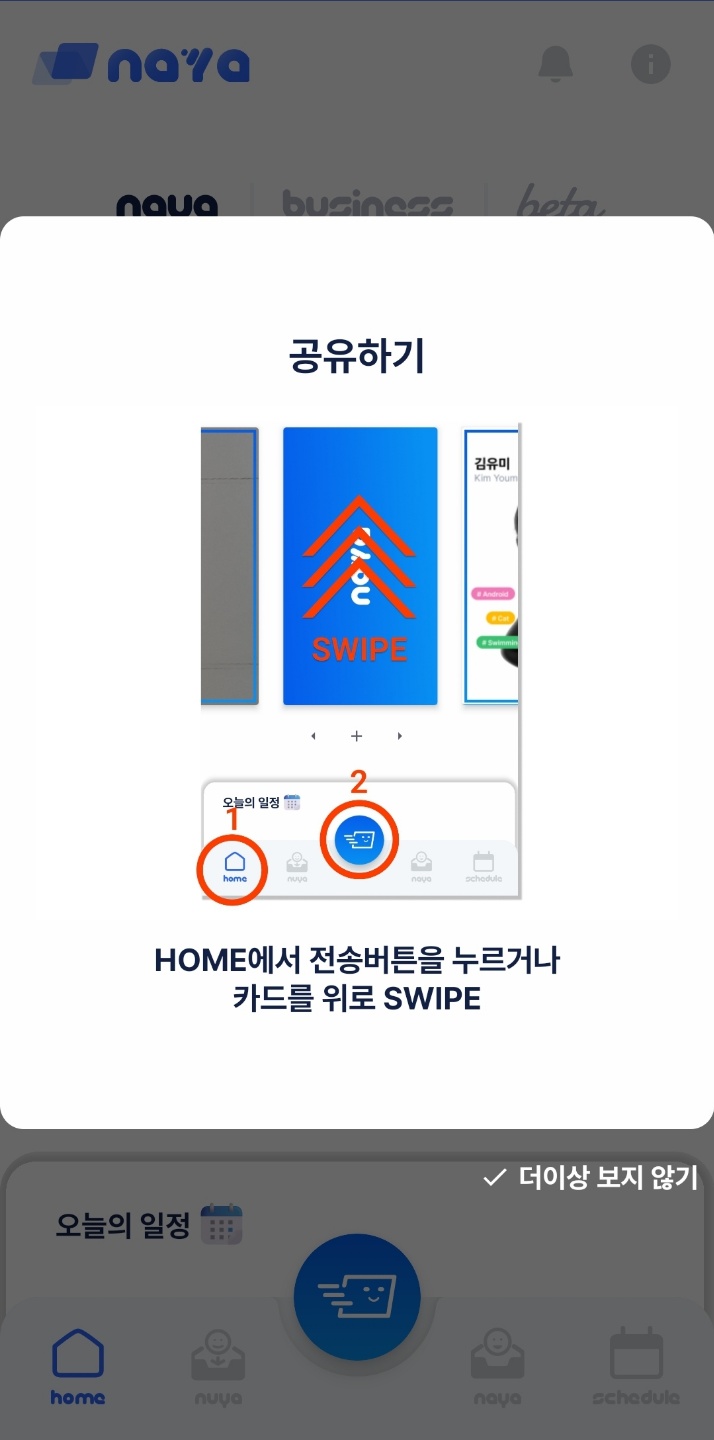 naya
naya business beta
공유하기
naya
SWIPE
김유미
Kim Youm
# Android
# Cat
# Swimmin
2
오늘의 일정
1
home nuya naya schedule
HOME에서 전송버튼을 누르거나
카드를 위로 SWIPE
더이상 보지 않기
오늘의 일정
home nuya naya schedule